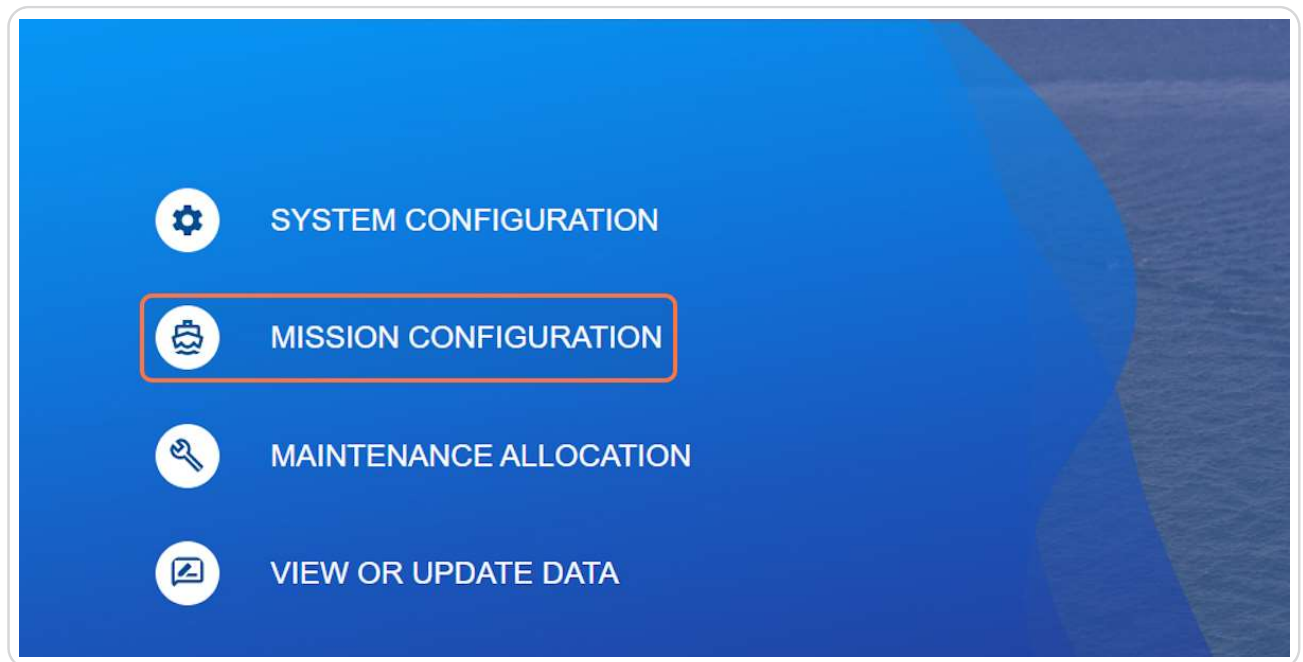 SYSTEM CONFIGURATION
MISSION CONFIGURATION
MAINTENANCE ALLOCATION
VIEW OR UPDATE DATA